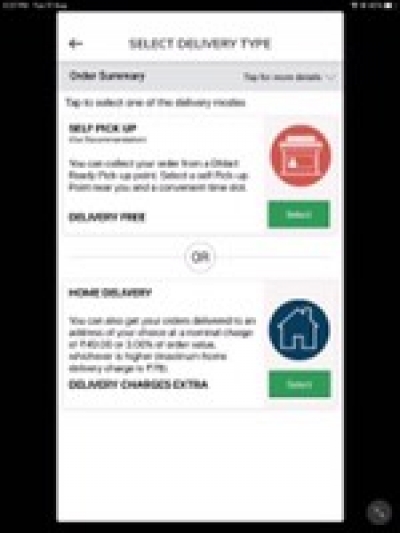 SELECT DELIVERY TYPE
Order Summary
Tap for more details
Tap to select one of the delivery modes
SELF PICK UP
Our Recommendation
You can collect your order from a DMart
Ready Pick-up point. Select a self Pick-up
Point near you and a convenient time slot.
DELIVERY FREE
Select
OR
HOME DELIVERY
You can also get your orders delivered to an
address of your choice at a nominal charge
of ₹49.00 or 3.00% of order value,
whichever is higher (maximum home
delivery charge is
DELIVERY CHARGES EXTRA
Select